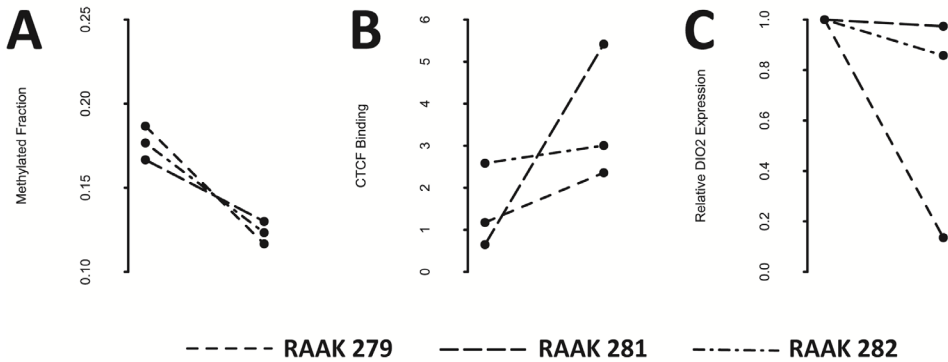 A
Methylated Fraction
0.25
0.20
0.15
0.10
B
CTCF Binding
6
5
4
3
2
1
0
C
Relative DIO2 Expression
1.0
0.8
0.6
0.4
0.2
0.0
RAAK 279
RAAK 281
RAAK 282